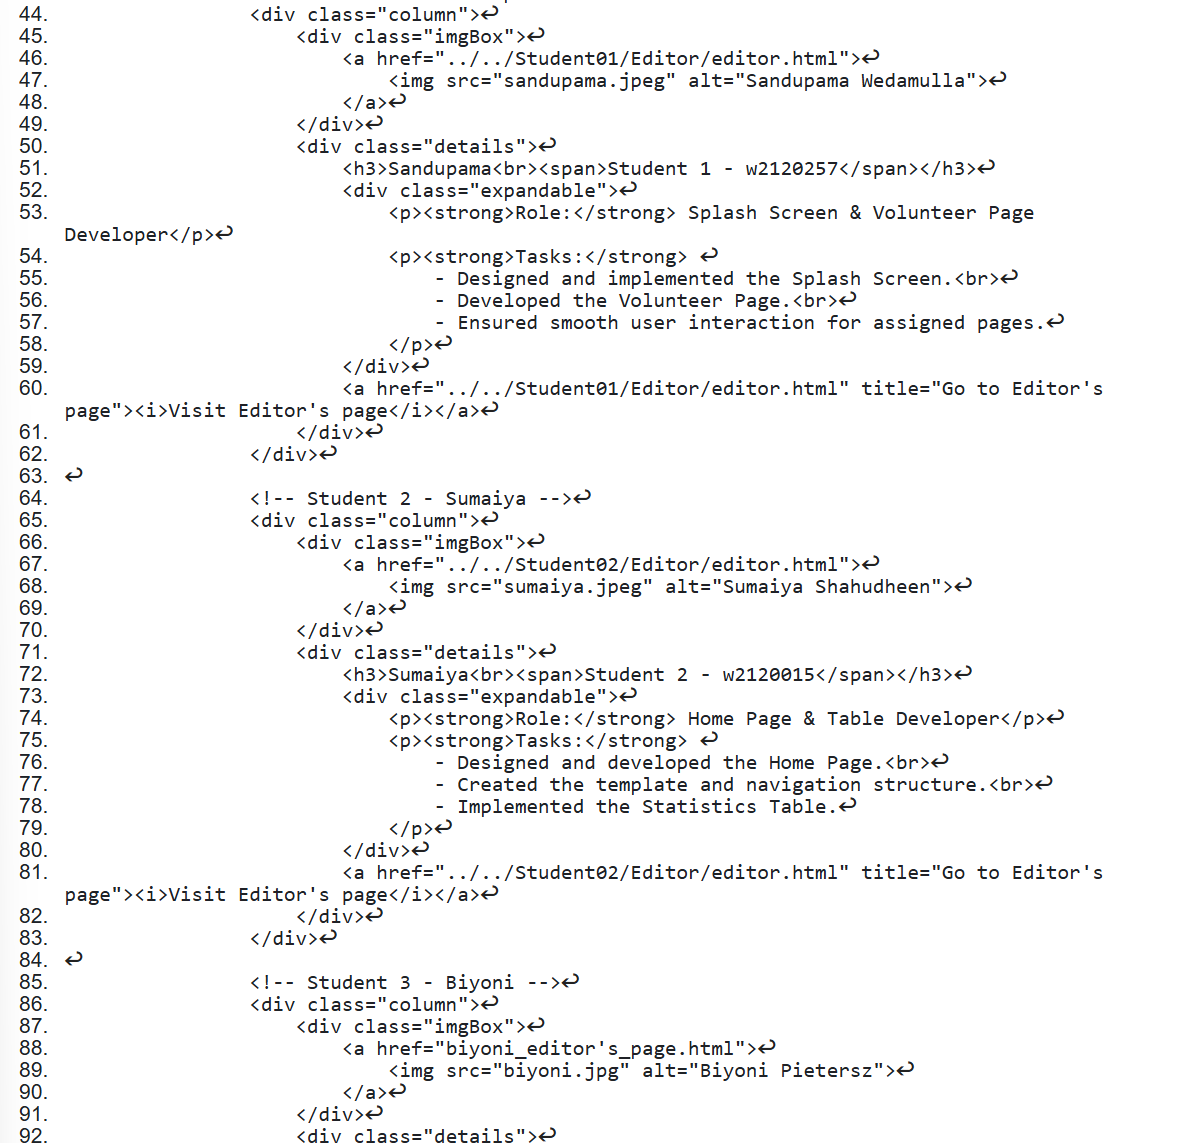 44. <div class="column">↩
45. <div class="imgBox">↩
46. <a href="../../Student01/Editor/editor.html">↩
47. <img src="sandupama.jpeg" alt="Sandupama Wedamulla">↩
48. </a>↩
49. </div>↩
50. <div class="details">↩
51. <h3>Sandupama<br><span>Student 1 - w2120257</span></h3>↩
52. <div class="expandable">↩
53. <p><strong>Role:</strong> Splash Screen & Volunteer Page
Developer</p>↩
54. <p><strong>Tasks:</strong> ↩
55. - Designed and implemented the Splash Screen.<br>↩
56. - Developed the Volunteer Page.<br>↩
57. - Ensured smooth user interaction for assigned pages.↩
58. </p>↩
59. </div>↩
60. <a href="../../Student01/Editor/editor.html" title="Go to Editor's
page"><i>Visit Editor's page</i></a>↩
61. </div>↩
62. </div>↩
63. ↩
64. <!-- Student 2 - Sumaiya -->↩
65. <div class="column">↩
66. <div class="imgBox">↩
67. <a href="../../Student02/Editor/editor.html">↩
68. <img src="sumaiya.jpeg" alt="Sumaiya Shahudheen">↩
69. </a>↩
70. </div>↩
71. <div class="details">↩
72. <h3>Sumaiya<br><span>Student 2 - w2120015</span></h3>↩
73. <div class="expandable">↩
74. <p><strong>Role:</strong> Home Page & Table Developer</p>↩
75. <p><strong>Tasks:</strong> ↩
76. - Designed and developed the Home Page.<br>↩
77. - Created the template and navigation structure.<br>↩
78. - Implemented the Statistics Table.↩
79. </p>↩
80. </div>↩
81. <a href="../../Student02/Editor/editor.html" title="Go to Editor's
page"><i>Visit Editor's page</i></a>↩
82. </div>↩
83. </div>↩
84. ↩
85. <!-- Student 3 - Biyoni -->↩
86. <div class="column">↩
87. <div class="imgBox">↩
88. <a href="biyoni_editor's_page.html">↩
89. <img src="biyoni.jpg" alt="Biyoni Pietersz">↩
90. </a>↩
91. </div>↩
92. <div class="details">↩